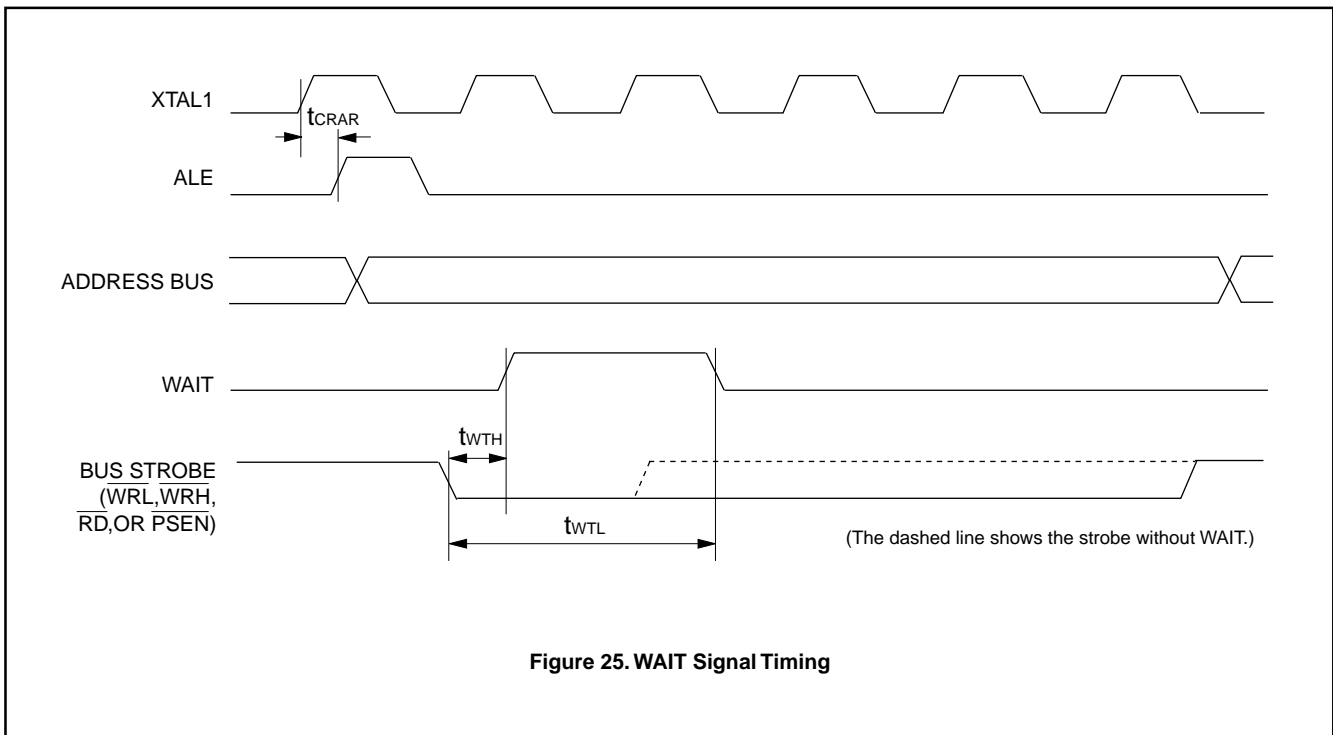 XTAL1
tCRAR
ALE
ADDRESS BUS
WAIT
tWTH
BUS STROBE
(WRL,WRH,
RD,OR PSEN)
tWTL
(The dashed line shows the strobe without WAIT.)
Figure 25. WAIT Signal Timing